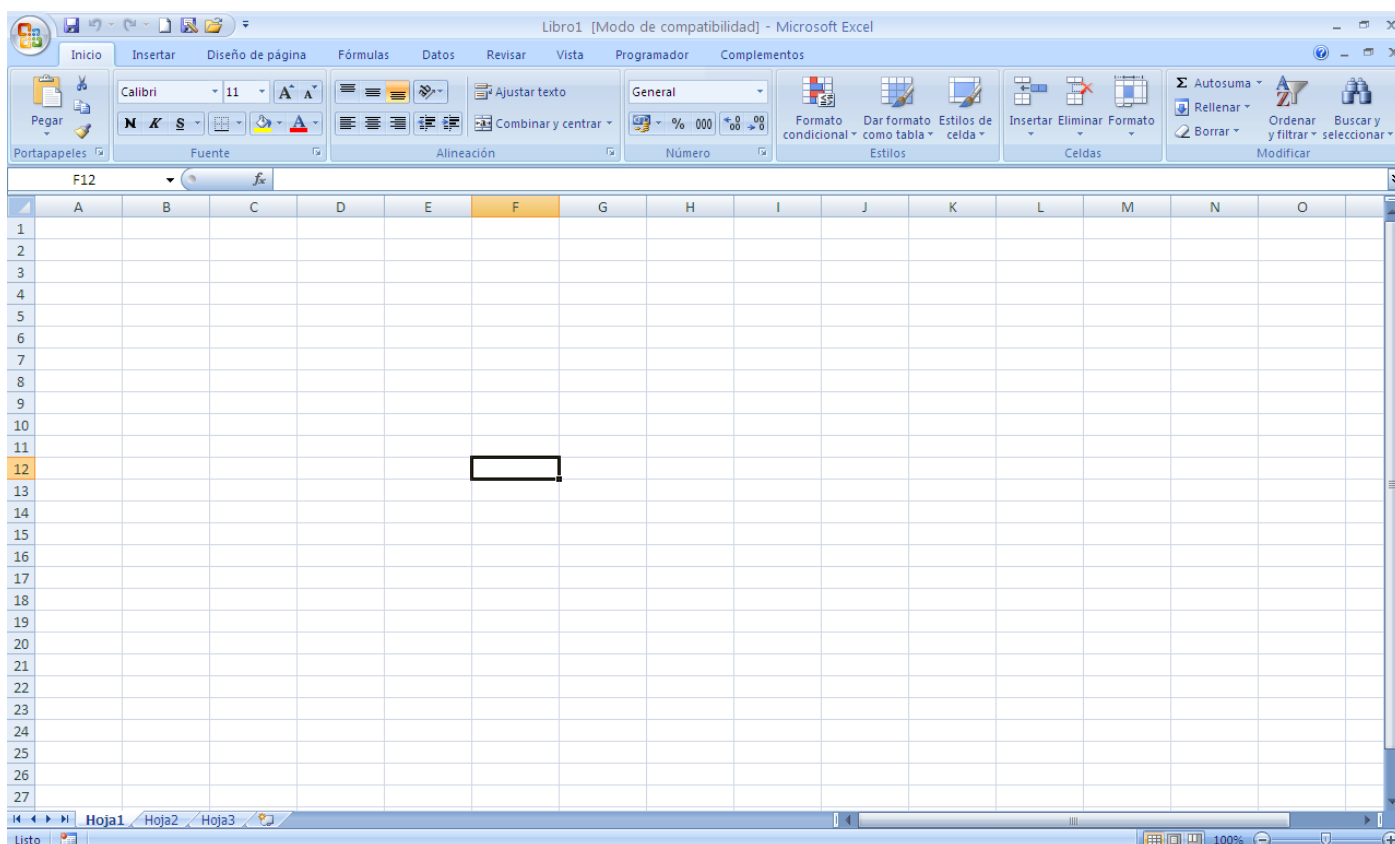 Libro1 [Modo de compatibilidad] - Microsoft Excel
Inicio Insertar Diseño de página Fórmulas Datos Revisar Vista Programador Complementos
Pegar
Portapapeles
Calibri 11 A A
N K S A
Fuente
Ajustar texto
Combinar y centrar
Alineación
General
% 000
Número
Formato condicional
Dar formato como tabla
Estilos de celda
Estilos
Insertar Eliminar Formato
Celdas
Σ Autosuma
Rellenar
Borrar
Ordenar y filtrar
Buscar y seleccionar
Modificar
F12 fx
A B C D E F G H I J K L M N O
1
2
3
4
5
6
7
8
9
10
11
12
13
14
15
16
17
18
19
20
21
22
23
24
25
26
27
Hoja1 Hoja2 Hoja3
Listo 100%